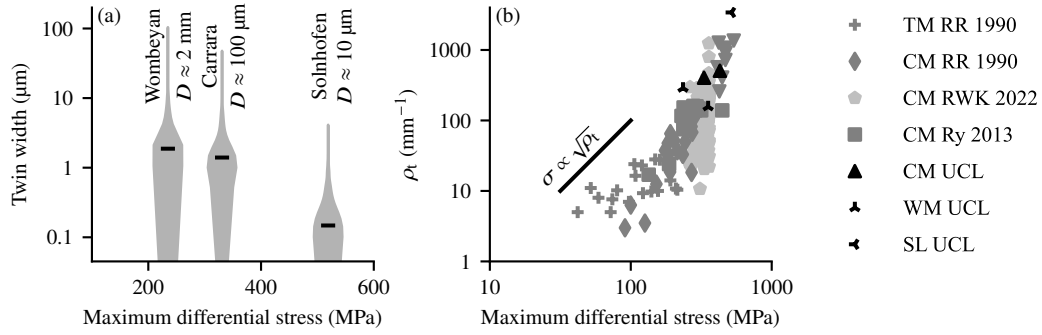 (a)
Wombeyan
D ≈ 2 mm
Carrara
D ≈ 100 μm
Solnhofen
D ≈ 10 μm
Twin width (μm)
100
10
1
0.1
200
400
600
Maximum differential stress (MPa)
(b)
σ ∝ √ρt
ρt (mm⁻¹)
1000
100
10
1
10
100
1000
Maximum differential stress (MPa)
TM RR 1990
CM RR 1990
CM RWK 2022
CM Ry 2013
CM UCL
WM UCL
SL UCL